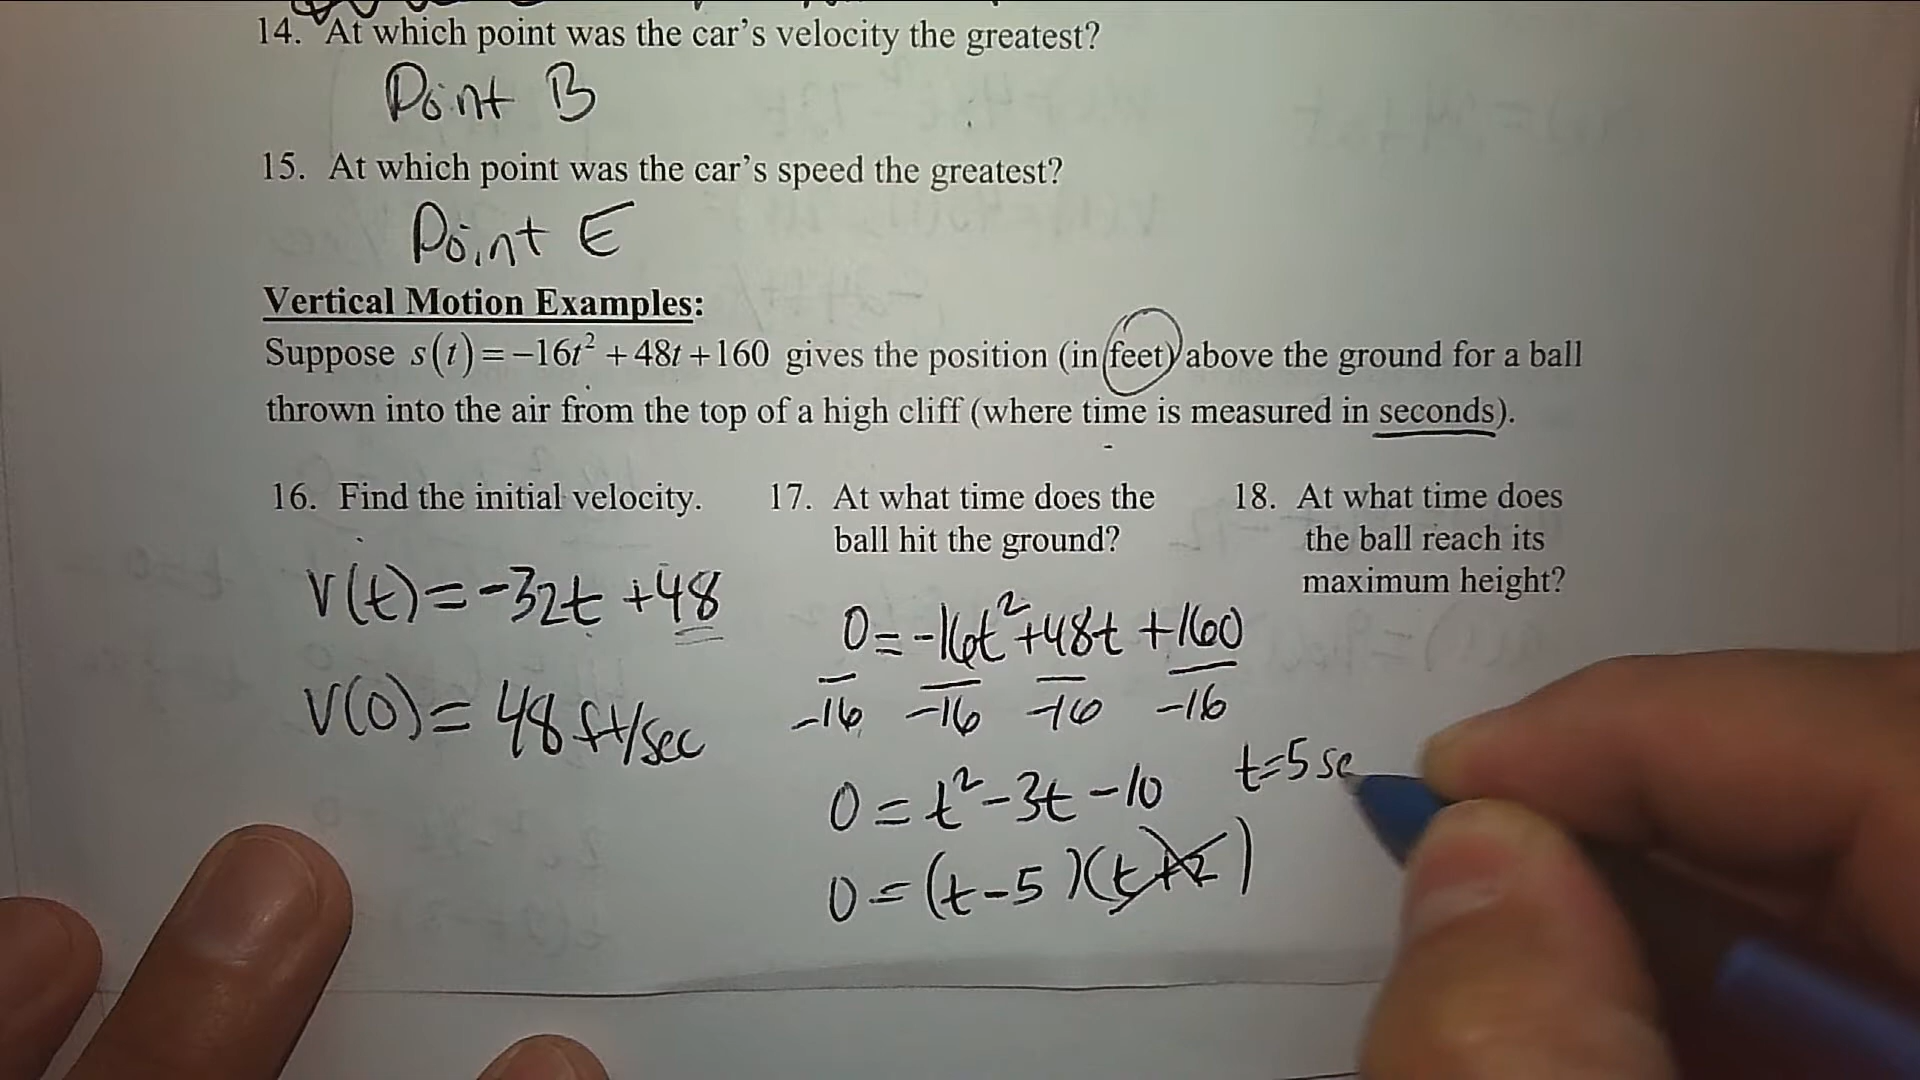 14. At which point was the car's velocity the greatest?
Point B
15. At which point was the car's speed the greatest?
Point E
Vertical Motion Examples:
Suppose s(t)=−16t²+48t+160 gives the position (in feet) above the ground for a ball
thrown into the air from the top of a high cliff (where time is measured in seconds).
16. Find the initial velocity.
v(t)=-32t+48
v(0)=48 ft/sec
17. At what time does the
ball hit the ground?
0=-16t²+48t+160
-16 -16 -16 -16
0=t²-3t-10
0=(t-5)(t+2)
t=5 se
18. At what time does
the ball reach its
maximum height?